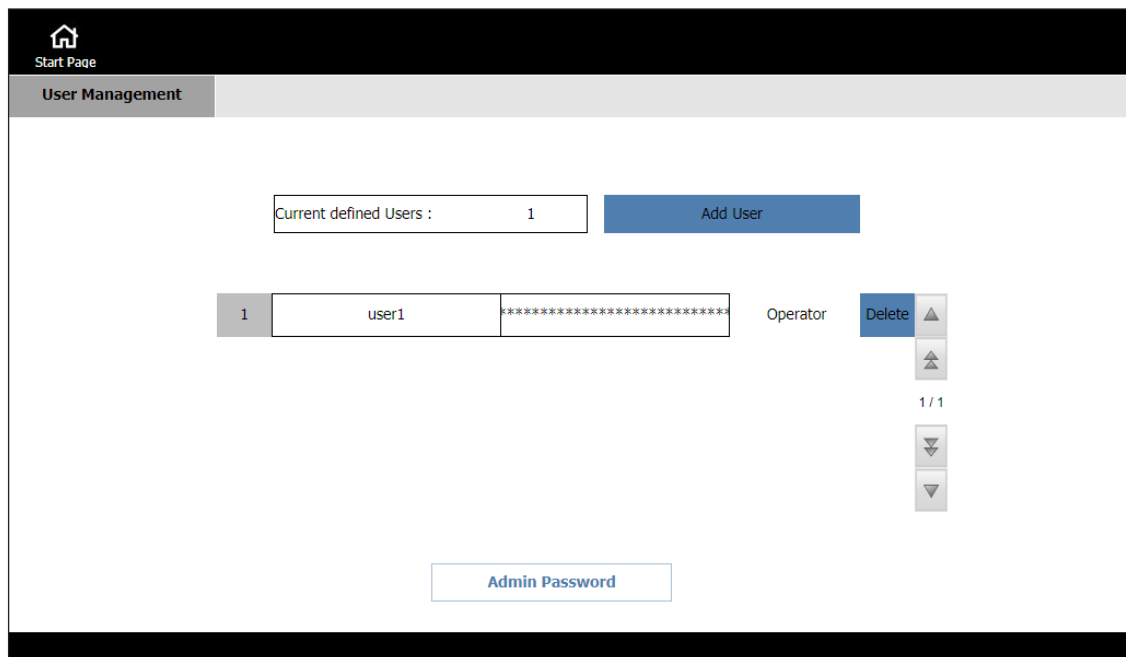 Start Page
User Management
Current defined Users : 1 Add User
1 user1 ***************************** Operator Delete
1 / 1
Admin Password